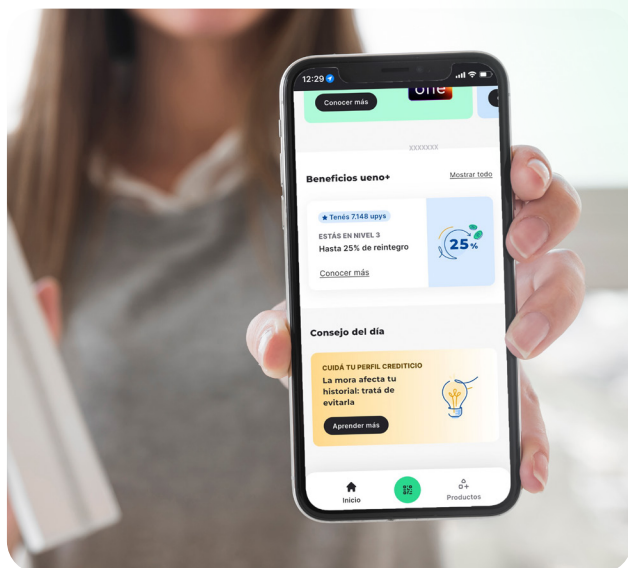 12:29
one
Conocer más
XXXXXXX
Beneficios ueno+
Mostrar todo
Tenés 7.148 upys
ESTÁS EN NIVEL 3
Hasta 25% de reintegro
Conocer más
25%
Consejo del día
CUIDÁ TU PERFIL CREDITICIO
La mora afecta tu
historial: tratá de
evitarla
Aprender más
Inicio
Productos